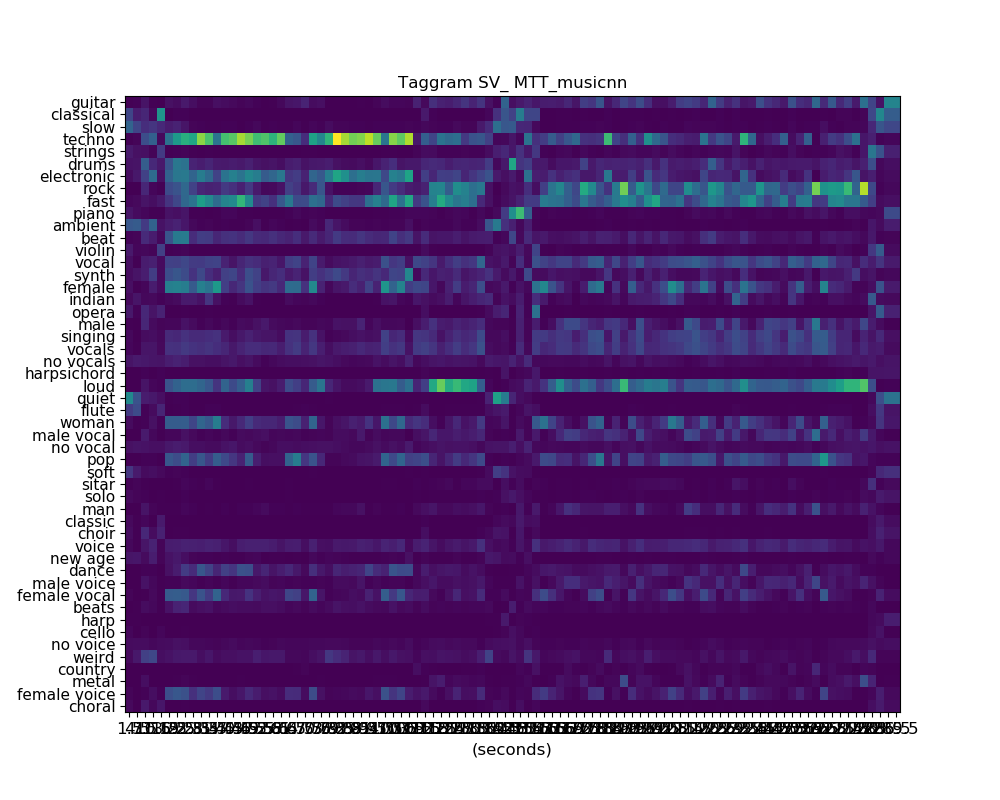 Taggram SV_ MTT_musicnn
guitar
classical
slow
techno
strings
drums
electronic
rock
fast
piano
ambient
beat
violin
vocal
synth
female
indian
opera
male
singing
vocals
no vocals
harpsichord
loud
quiet
flute
woman
male vocal
no vocal
pop
soft
sitar
solo
man
classic
choir
voice
new age
dance
male voice
female vocal
beats
harp
cello
no voice
weird
country
metal
female voice
choral
(seconds)